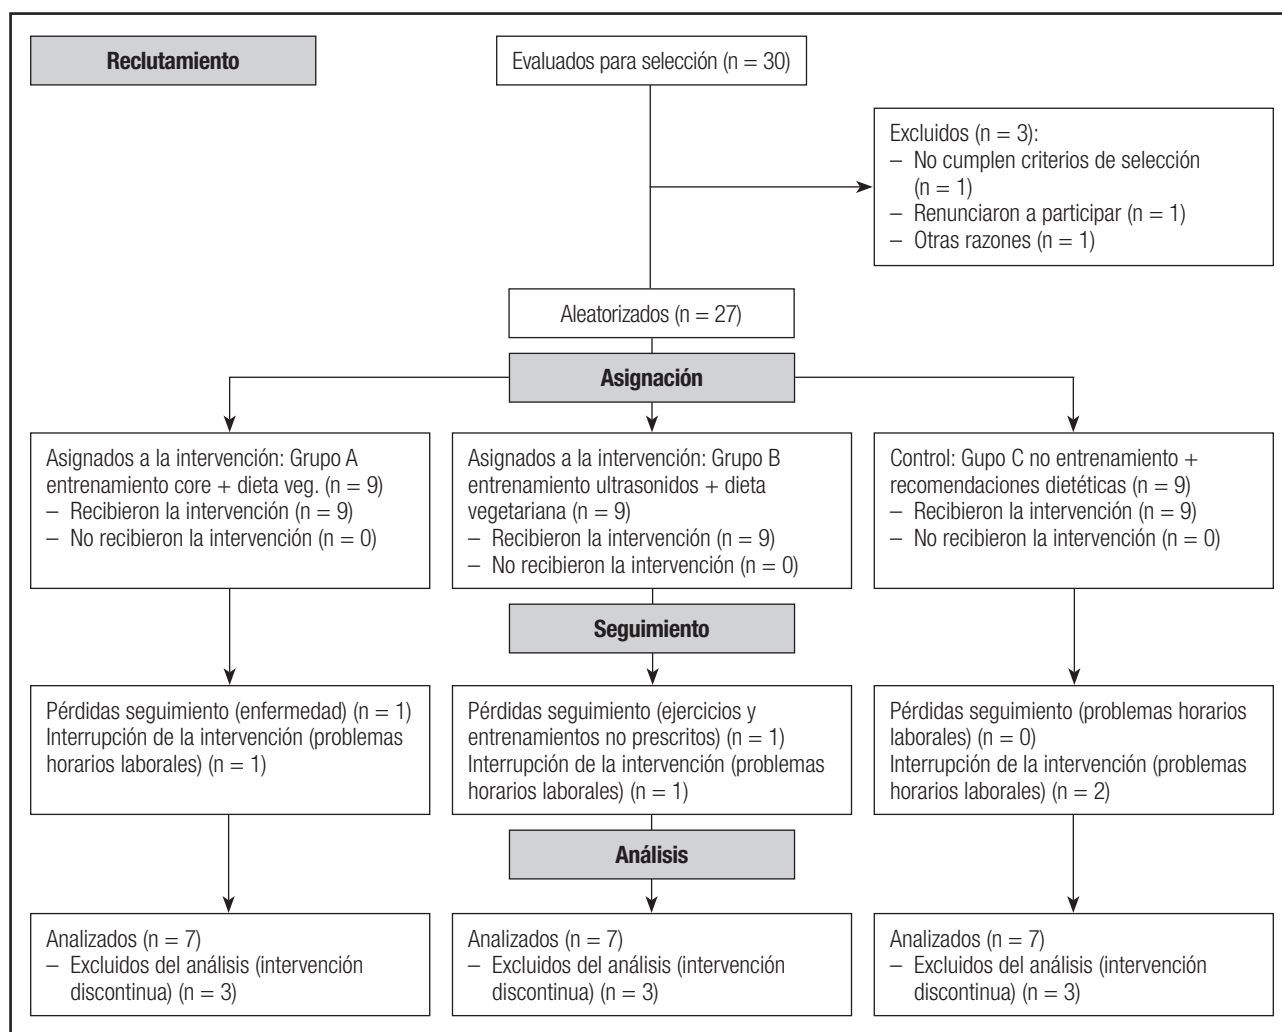 Reclutamiento
Evaluados para selección (n = 30)
Excluidos (n = 3):
– No cumplen criterios de selección
(n = 1)
– Renunciaron a participar (n = 1)
– Otras razones (n = 1)
Aleatorizados (n = 27)
Asignación
Asignados a la intervención: Grupo A
entrenamiento core + dieta veg. (n = 9)
– Recibieron la intervención (n = 9)
– No recibieron la intervención (n = 0)
Asignados a la intervención: Grupo B
entrenamiento ultrasonidos + dieta
vegetariana (n = 9)
– Recibieron la intervención (n = 9)
– No recibieron la intervención (n = 0)
Control: Gupo C no entrenamiento +
recomendaciones dietéticas (n = 9)
– Recibieron la intervención (n = 9)
– No recibieron la intervención (n = 0)
Seguimiento
Pérdidas seguimiento (enfermedad) (n = 1)
Interrupción de la intervención (problemas
horarios laborales) (n = 1)
Pérdidas seguimiento (ejercicios y
entrenamientos no prescritos) (n = 1)
Interrupción de la intervención (problemas
horarios laborales) (n = 1)
Pérdidas seguimiento (problemas horarios
laborales) (n = 0)
Interrupción de la intervención (problemas
horarios laborales) (n = 2)
Análisis
Analizados (n = 7)
– Excluidos del análisis (intervención
discontinua) (n = 3)
Analizados (n = 7)
– Excluidos del análisis (intervención
discontinua) (n = 3)
Analizados (n = 7)
– Excluidos del análisis (intervención
discontinua) (n = 3)